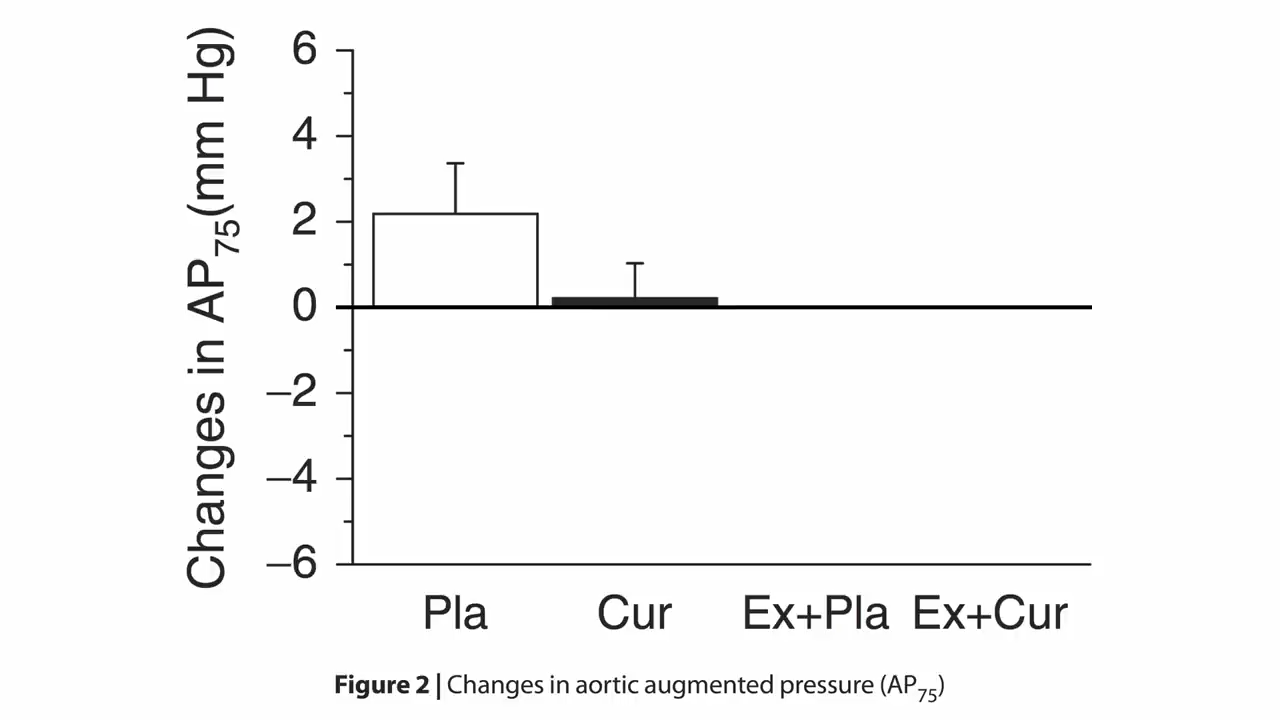 Changes in AP75(mm Hg)
6
4
2
0
–2
–4
–6
Pla Cur Ex+Pla Ex+Cur
Figure 2 | Changes in aortic augmented pressure (AP75)